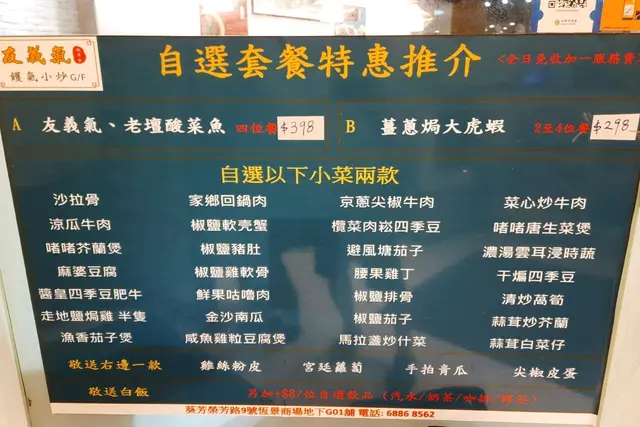 友義氣
鑊氣小炒G/F
自選套餐特惠推介
<全日免收加一服務費
A 友義氣、老壇酸菜魚 四位餐 $398
B 薑蔥焗大虎蝦 2至4位餐 $298
自選以下小菜兩款
沙拉骨 家鄉回鍋肉 京蔥尖椒牛肉 菜心炒牛肉
涼瓜牛肉 椒鹽軟壳蟹 欖菜肉崧四季豆 啫啫唐生菜煲
啫啫芥蘭煲 椒鹽豬肚 避風塘茄子 濃湯雲耳浸時蔬
麻婆豆腐 椒鹽雞軟骨 腰果雞丁 干煸四季豆
醬皇四季豆肥牛 鮮果咕嚕肉 椒鹽排骨 清炒萵筍
走地鹽焗雞 半隻 金沙南瓜 椒鹽茄子 蒜茸炒芥蘭
漁香茄子煲 咸魚雞粒豆腐煲 馬拉盞炒什菜 蒜茸白菜仔
敬送右邊一款 雞絲粉皮 宮廷蘿蔔 手拍青瓜 尖椒皮蛋
敬送白飯 另加+$8/位自選飲品（汽水/奶茶/咖啡/檸茶）
葵芳榮芳路9號恆景商場地下G01舖 電話: 6886 8562